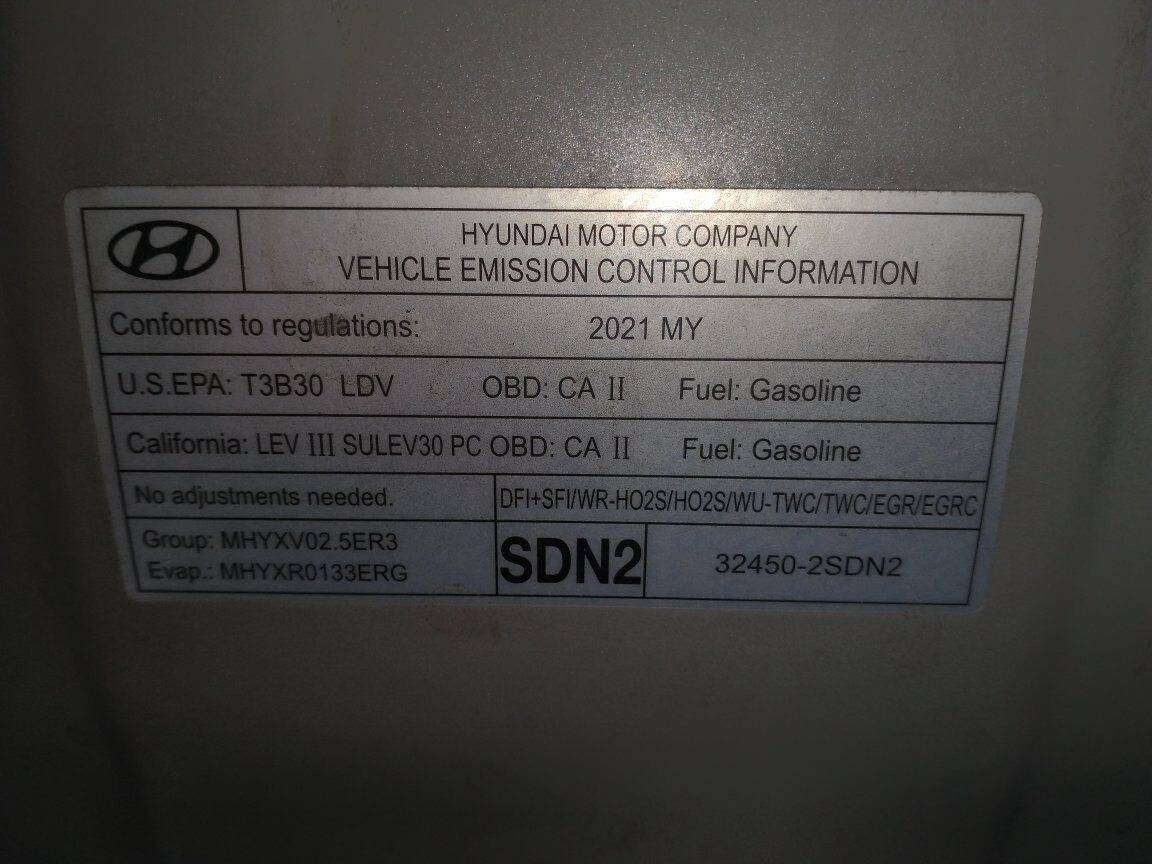 HYUNDAI MOTOR COMPANY
VEHICLE EMISSION CONTROL INFORMATION
Conforms to regulations: 2021 MY
U.S.EPA: T3B30 LDV OBD: CA II Fuel: Gasoline
California: LEV III SULEV30 PC OBD: CA II Fuel: Gasoline
No adjustments needed. DFI+SFI/WR-HO2S/HO2S/WU-TWC/TWC/EGR/EGRC
Group: MHYXV02.5ER3
Evap.: MHYXR0133ERG
SDN2 32450-2SDN2